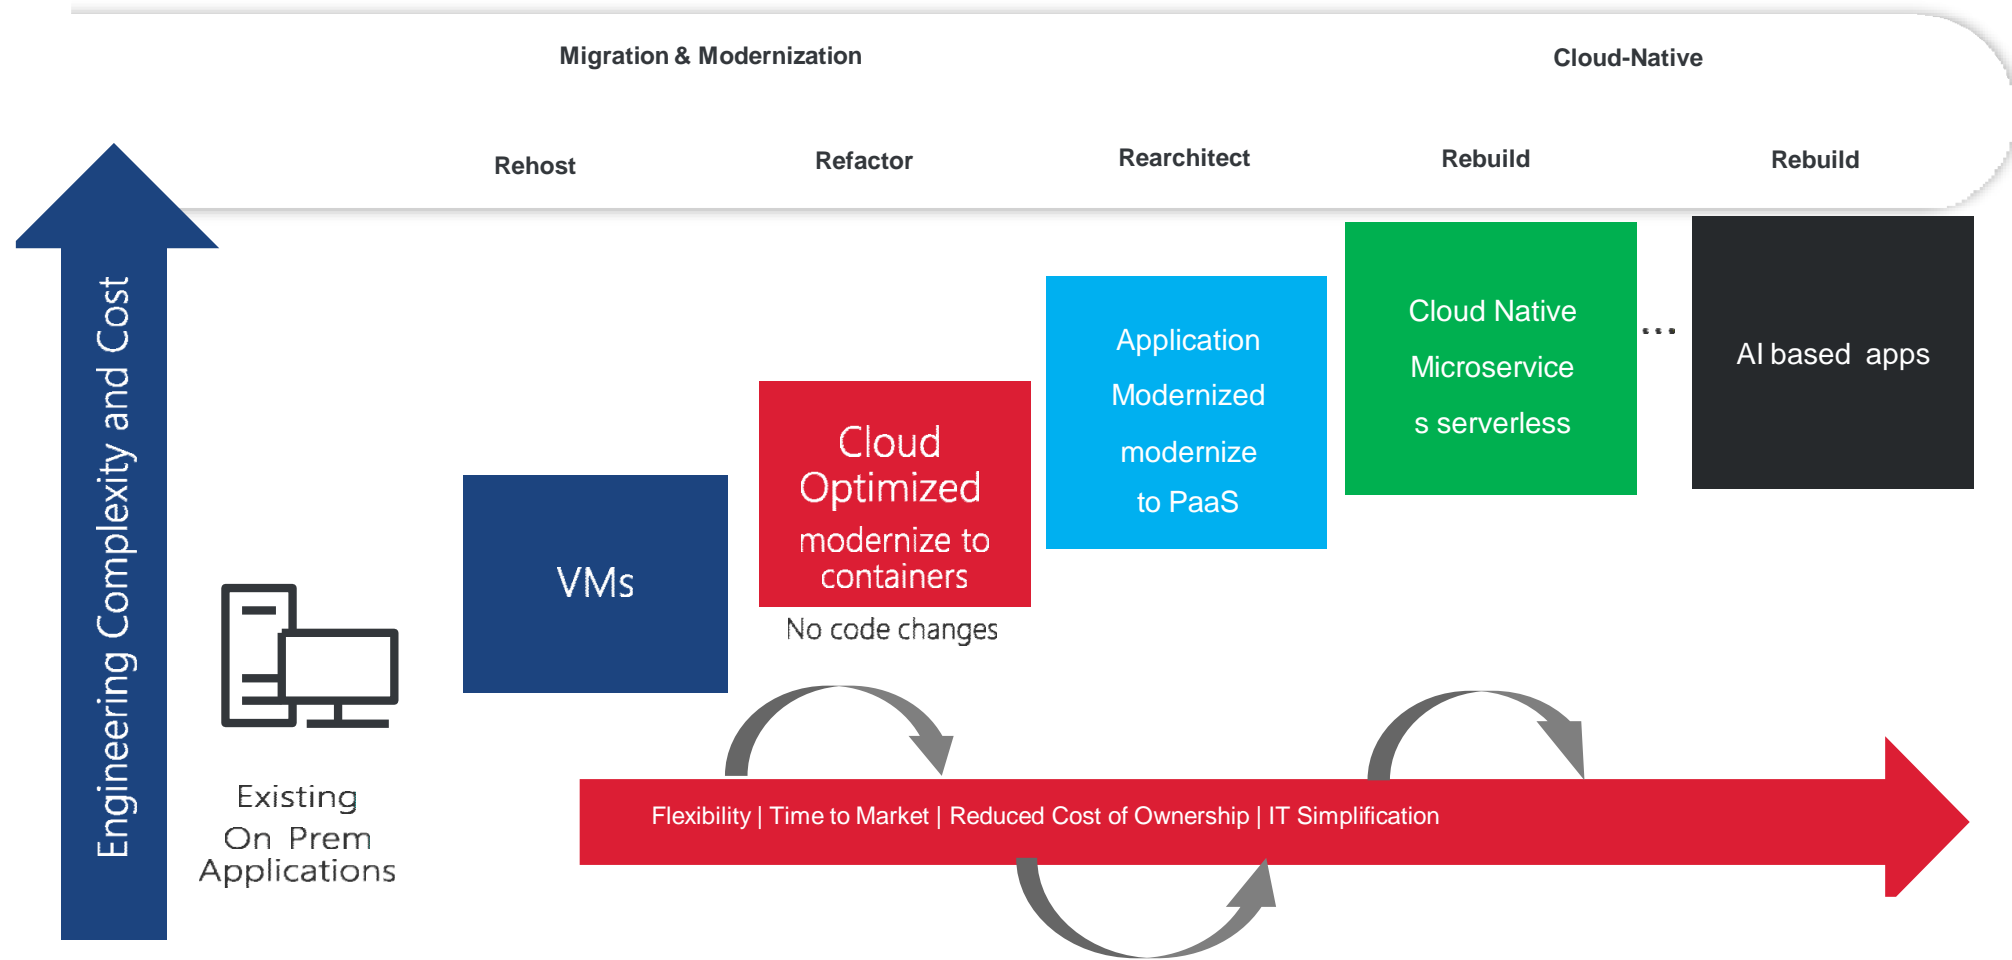 Migration & Modernization
Cloud-Native
Rehost
Refactor
Rearchitect
Rebuild
Rebuild
Engineering Complexity and Cost
Existing
On Prem
Applications
VMs
Cloud
Optimized
modernize to
containers
No code changes
Application
Modernized
modernize
to PaaS
Cloud Native
Microservice
s serverless
...
AI based apps
Flexibility | Time to Market | Reduced Cost of Ownership | IT Simplification